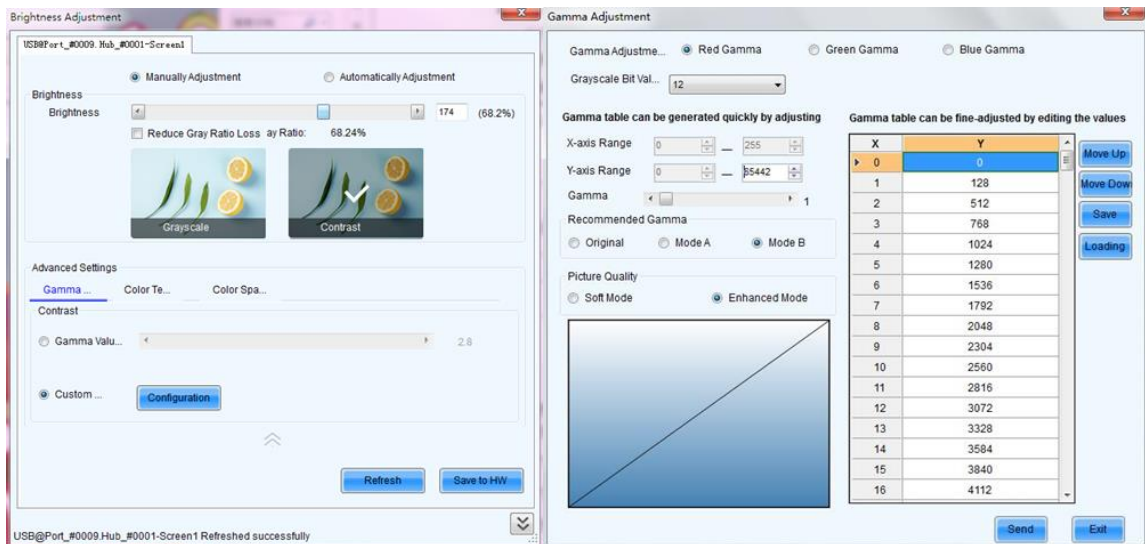 Brightness Adjustment
USB@Port_#0009.Hub_#0001-Screen1
Manually Adjustment
Automatically Adjustment
Brightness
Brightness
174
(68.2%)
Reduce Gray Ratio Loss
ay Ratio:
68.24%
Grayscale
Contrast
Advanced Settings
Gamma ...
Color Te...
Color Spa...
Contrast
Gamma Valu...
2.8
Custom ...
Configuration
Refresh
Save to HW
USB@Port_#0009.Hub_#0001-Screen1 Refreshed successfully
Gamma Adjustment
Gamma Adjustme...
Red Gamma
Green Gamma
Blue Gamma
Grayscale Bit Val...
12
Gamma table can be generated quickly by adjusting
X-axis Range
0
255
Y-axis Range
0
65442
Gamma
1
Recommended Gamma
Original
Mode A
Mode B
Picture Quality
Soft Mode
Enhanced Mode
Gamma table can be fine-adjusted by editing the values
X Y
0 0
1 128
2 512
3 768
4 1024
5 1280
6 1536
7 1792
8 2048
9 2304
10 2560
11 2816
12 3072
13 3328
14 3584
15 3840
16 4112
Move Up
Move Dow
Save
Loading
Send
Exit